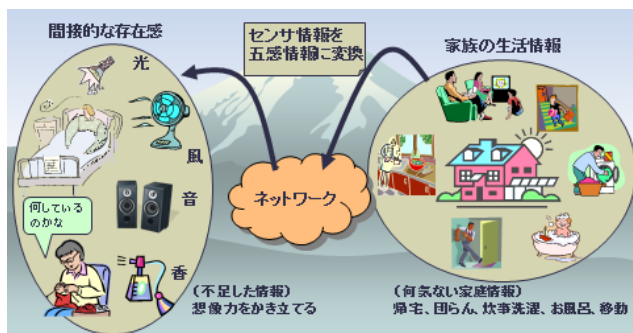 間接的な存在感
センサ情報を
五感情報に変換
家族の生活情報
光
風
音
香
何している
のかな
ネットワーク
(不足した情報)
想像力をかき立てる
(何気ない家庭情報)
帰宅、団らん、炊事洗濯、お風呂、移動